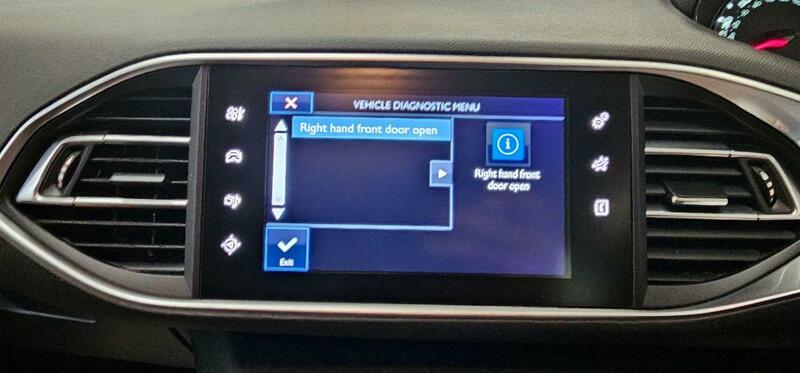 VEHICLE DIAGNOSTIC MENU
Right hand front door open
Right hand front
door open
Exit